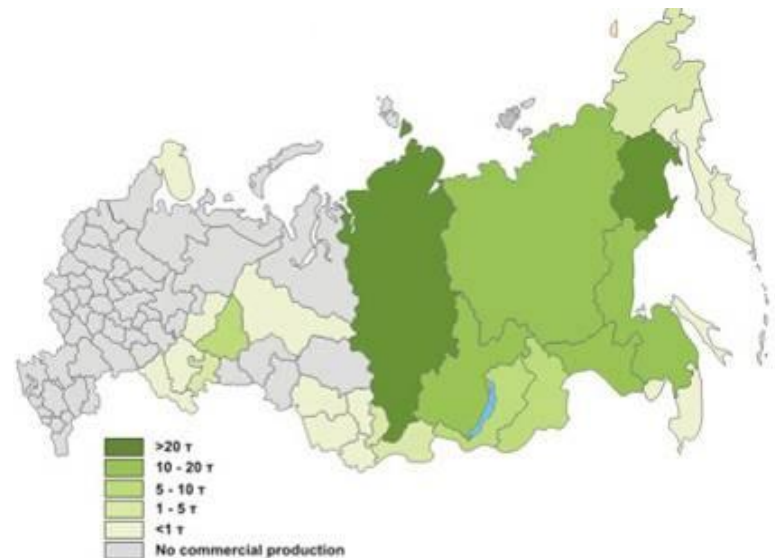 >20 т
10 - 20 т
5 - 10 т
1 - 5 т
<1 т
No commercial production